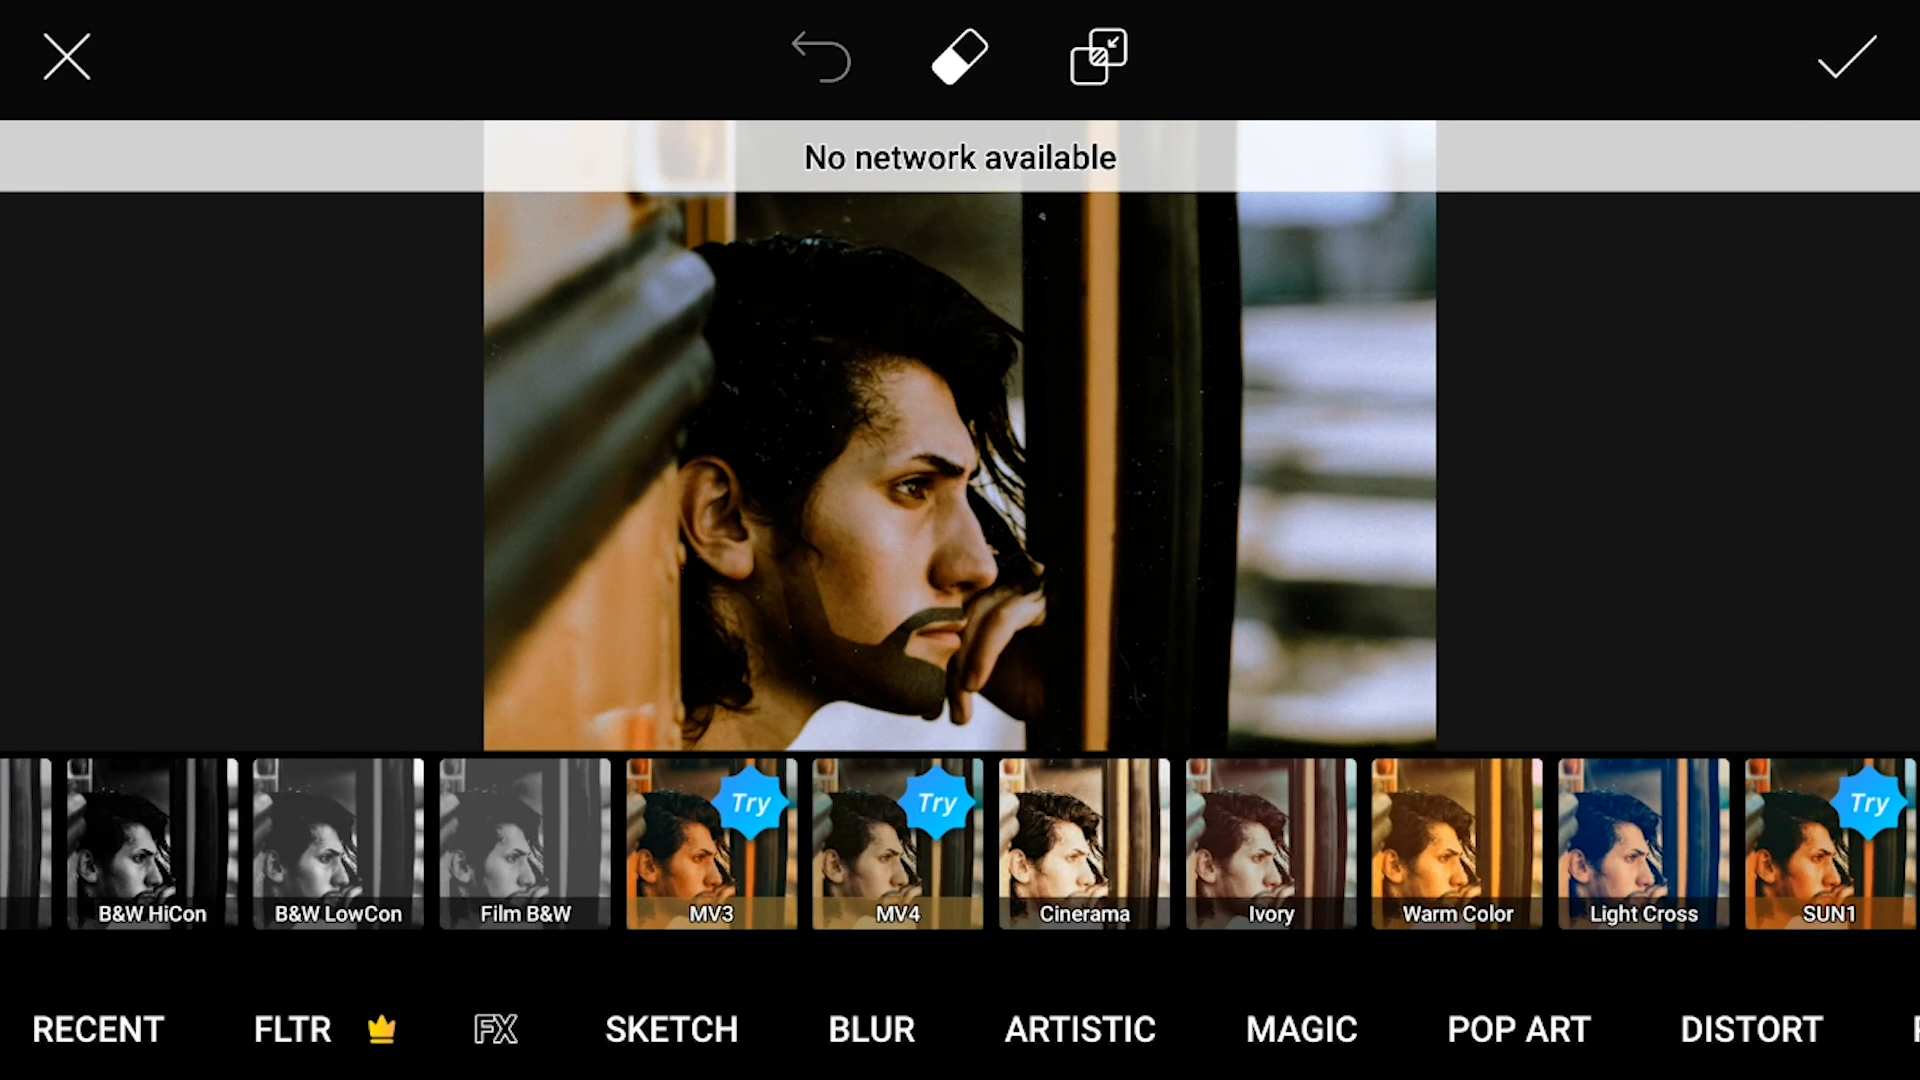 No network available
Try
Try
Try
B&W HiCon
B&W LowCon
Film B&W
MV3
MV4
Cinerama
Ivory
Warm Color
Light Cross
SUN1
RECENT
FLTR
FX
SKETCH
BLUR
ARTISTIC
MAGIC
POP ART
DISTORT